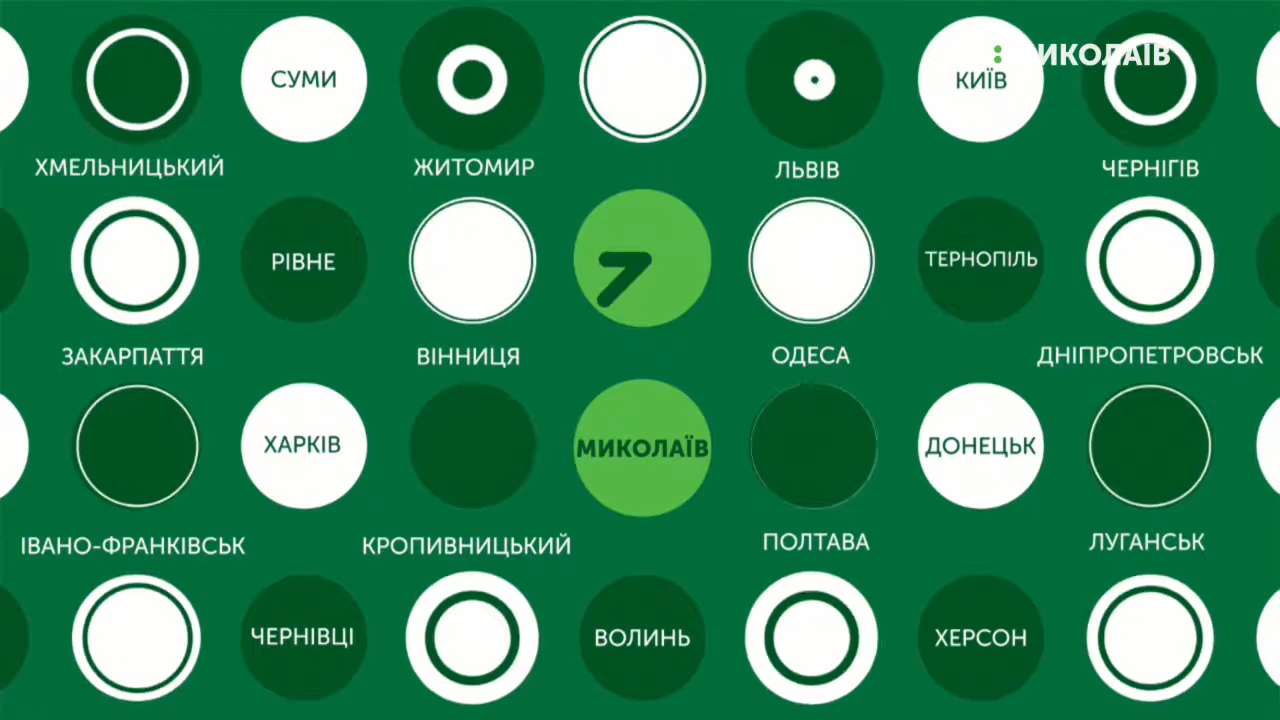 СУМИ
КИЇВ
МИКОЛАЇВ
ХМЕЛЬНИЦЬКИЙ
ЖИТОМИР
ЛЬВІВ
ЧЕРНІГІВ
РІВНЕ
ТЕРНОПІЛЬ
ЗАКАРПАТТЯ
ВІННИЦЯ
ОДЕСА
ДНІПРОПЕТРОВСЬК
ХАРКІВ
МИКОЛАЇВ
ДОНЕЦЬК
ІВАНО-ФРАНКІВСЬК
КРОПИВНИЦЬКИЙ
ПОЛТАВА
ЛУГАНСЬК
ЧЕРНІВЦІ
ВОЛИНЬ
ХЕРСОН